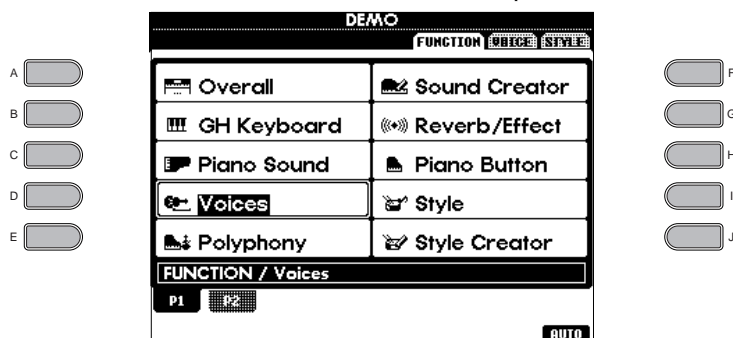 DEMO
FUNCTION VOICE STYLE
A Overall Sound Creator F
B GH Keyboard Reverb/Effect G
C Piano Sound Piano Button H
D Voices Style I
E Polyphony Style Creator J
FUNCTION / Voices
P1 P2
AUTO